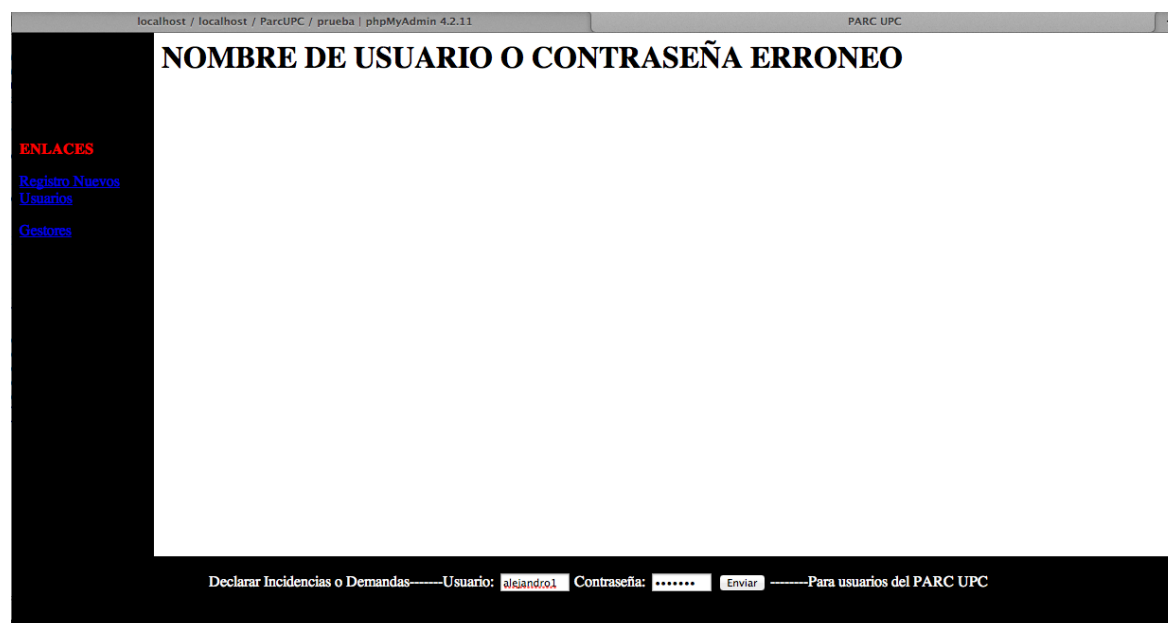 localhost / localhost / ParcUPC / prueba | phpMyAdmin 4.2.11
PARC UPC
NOMBRE DE USUARIO O CONTRASEÑA ERRONEO
ENLACES
Registro Nuevos
Usuarios
Gestores
Declarar Incidencias o Demandas-------Usuario: alejandro1 Contraseña: ••••••• Enviar --------Para usuarios del PARC UPC